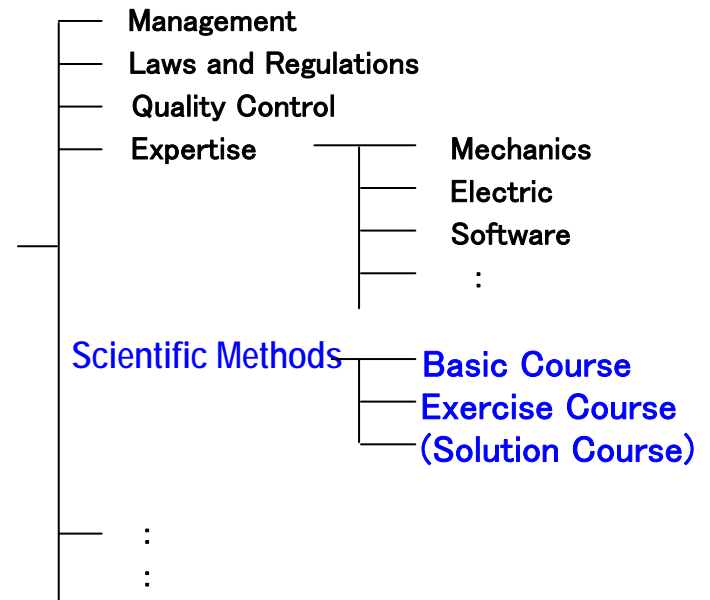 Management
Laws and Regulations
Quality Control
Expertise
Mechanics
Electric
Software
:
Scientific Methods
Basic Course
Exercise Course
(Solution Course)
:
: